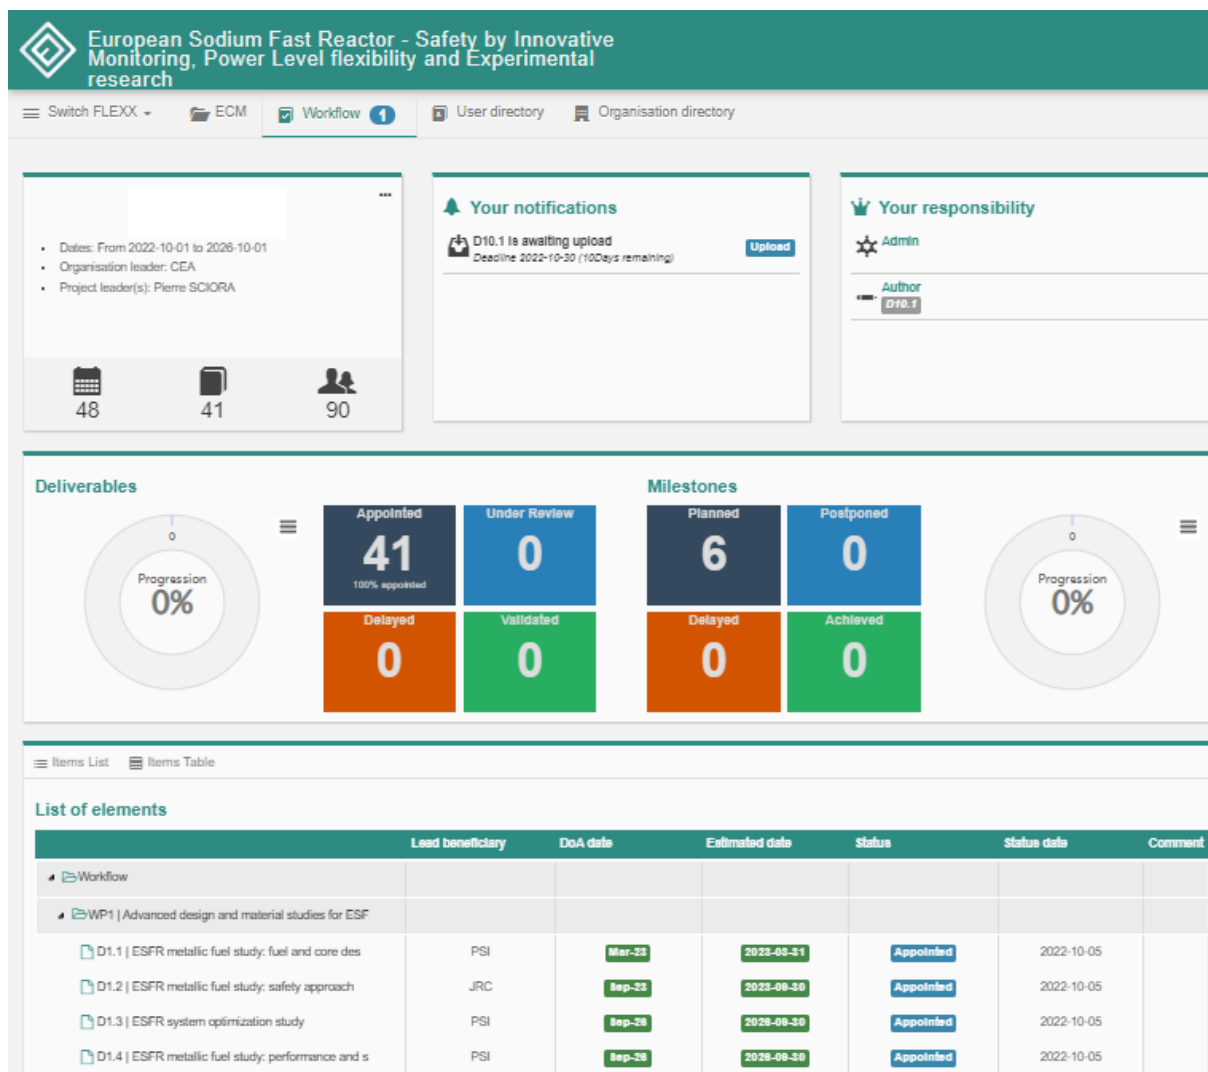 European Sodium Fast Reactor - Safety by Innovative
Monitoring, Power Level flexibility and Experimental
research
Switch FLEXX
ECM
Workflow 1
User directory
Organisation directory
Dates: From 2022-10-01 to 2026-10-01
Organisation leader: CEA
Project leader(s): Pierre SCIORA
48
41
90
Your notifications
D10.1 is awaiting upload
Upload
Deadline 2022-10-30 (10Days remaining)
Your responsibility
Admin
Author
D10.1
Deliverables
0
Progression
0%
Appointed
41
100% appointed
Under Review
0
Delayed
0
Validated
0
Milestones
Planned
6
Postponed
0
Delayed
0
Achieved
0
0
Progression
0%
Items List
Items Table
List of elements
Lead beneficiary DoA date Estimated date Status Status date Comment
Workflow
WP1 | Advanced design and material studies for ESF
D1.1 | ESFR metallic fuel study: fuel and core des PSI Mar-23 2023-03-31 Appointed 2022-10-05
D1.2 | ESFR metallic fuel study: safety approach JRC Sep-23 2023-09-30 Appointed 2022-10-05
D1.3 | ESFR system optimization study PSI Sep-26 2026-09-30 Appointed 2022-10-05
D1.4 | ESFR metallic fuel study: performance and s PSI Sep-26 2026-09-30 Appointed 2022-10-05